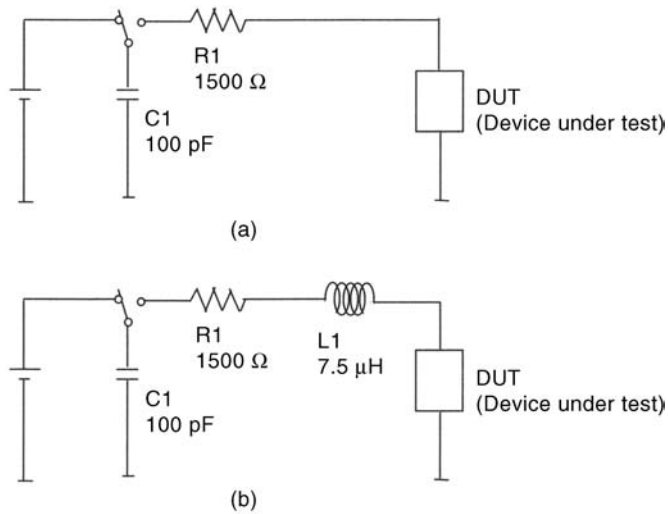 R1
1500 Ω
C1
100 pF
DUT
(Device under test)
(a)
R1
1500 Ω
L1
7.5 μH
C1
100 pF
DUT
(Device under test)
(b)